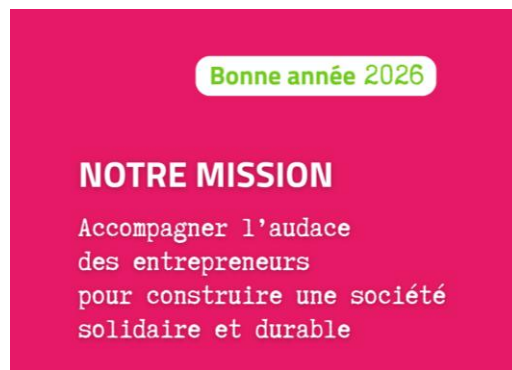 Bonne année 2026
NOTRE MISSION
Accompagner l'audace
des entrepreneurs
pour construire une société
solidaire et durable